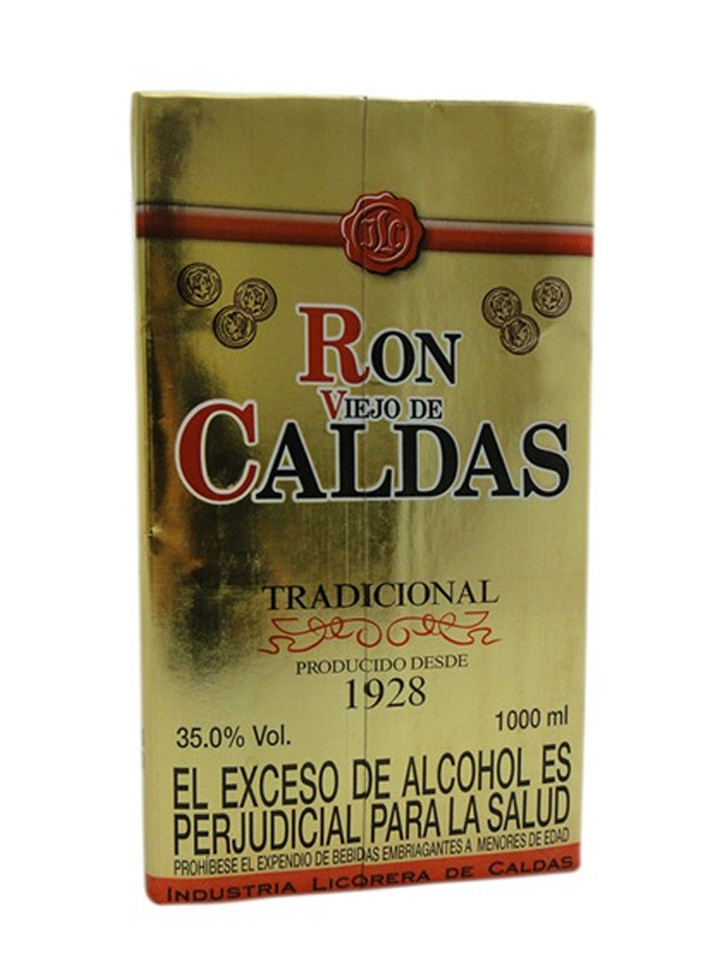 ILC
RON
VIEJO DE
CALDAS
TRADICIONAL
PRODUCIDO DESDE
1928
35.0% Vol.
1000 ml
EL EXCESO DE ALCOHOL ES
PERJUDICIAL PARA LA SALUD
PROHÍBESE EL EXPENDIO DE BEBIDAS EMBRIAGANTES A MENORES DE EDAD
INDUSTRIA LICORERA DE CALDAS